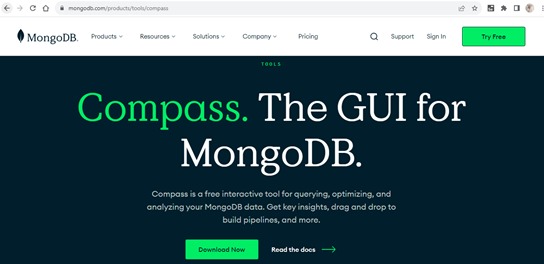 mongodb.com/products/tools/compass
MongoDB. Products Resources Solutions Company Pricing Support Sign In Try Free
TOOLS
Compass. The GUI for
MongoDB.
Compass is a free interactive tool for querying, optimizing, and
analyzing your MongoDB data. Get key insights, drag and drop to
build pipelines, and more.
Download Now Read the docs